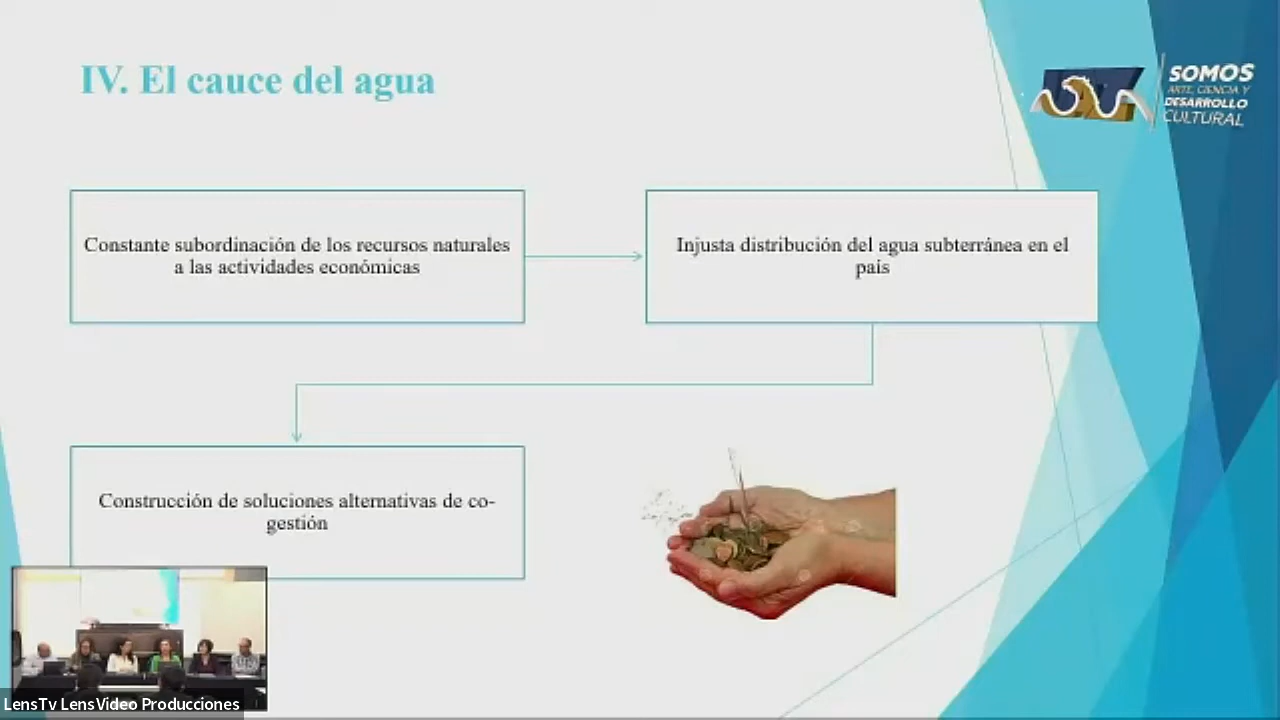 IV. El cauce del agua
SOMOS
ARTE, CIENCIA Y
DESARROLLO
CULTURAL
Constante subordinación de los recursos naturales
a las actividades económicas
Injusta distribución del agua subterránea en el
país
Construcción de soluciones alternativas de co-
gestión
LensTv LensVideo Producciones